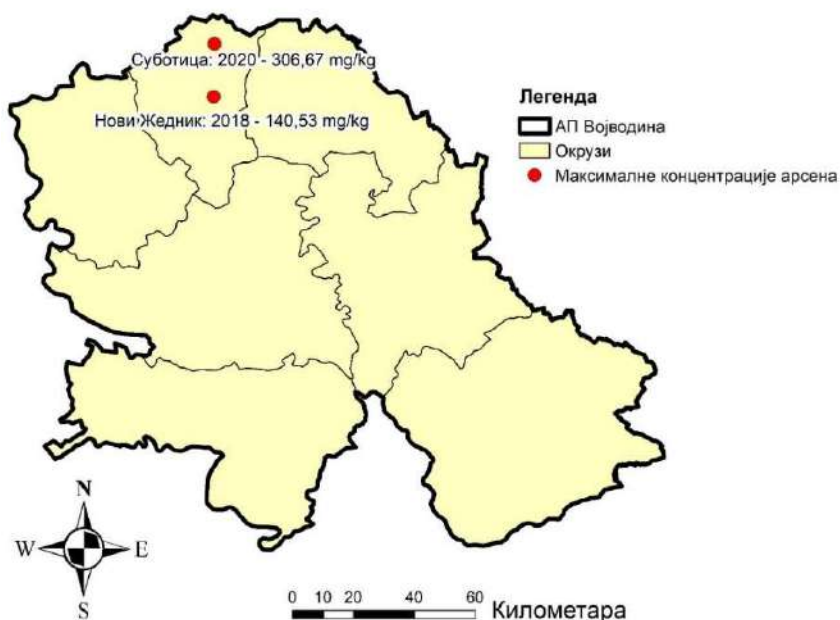 Суботица: 2020 - 306,67 mg/kg
Нови Жедник: 2018 - 140,53 mg/kg
Легенда
АП Војводина
Окрузи
Максималне концентрације арсена
N
W E
S
0 10 20 40 60
Километара